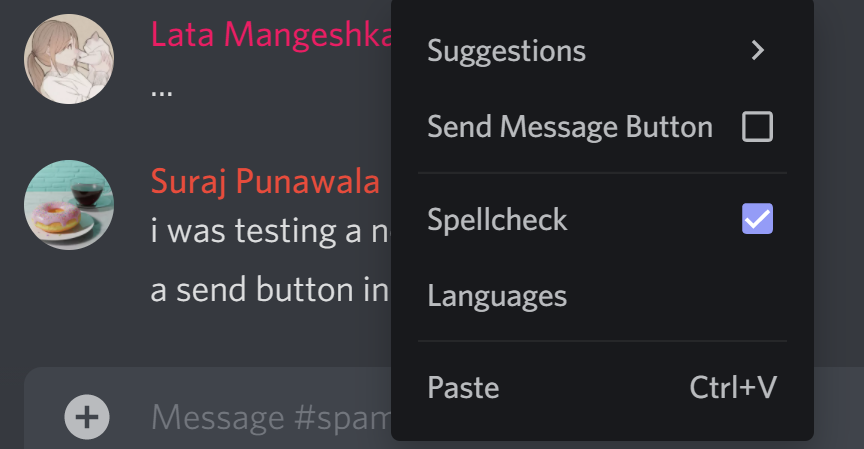 Lata Mangeshka
...
Suraj Punawala
i was testing a n
a send button in
Message #spam
Suggestions
Send Message Button
Spellcheck
Languages
Paste Ctrl+V